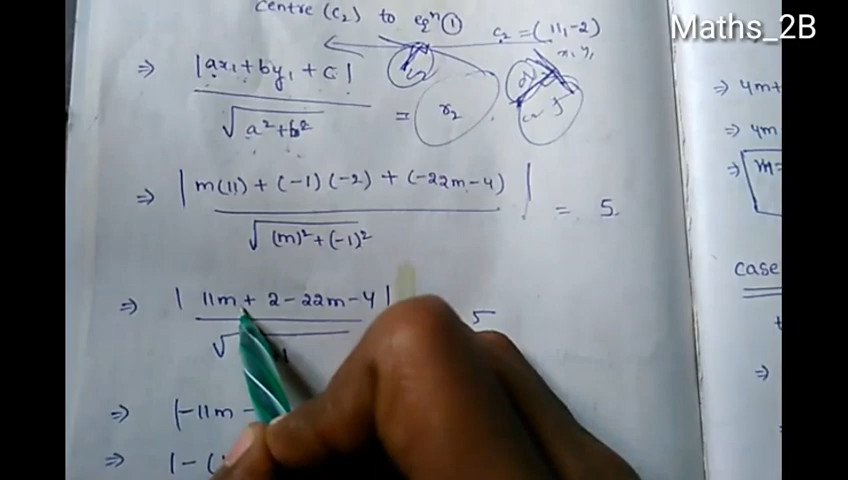 Maths_2B
Centre (C₂) to eqⁿ ①
C₂ = (11, -2)
x₁ y₁
=> |ax₁ + by₁ + c| / √(a² + b²) = r₂
=> | m(11) + (-1)(-2) + (-22m - 4) / √((m)² + (-1)²) | = 5
=> | 11m + 2 - 22m - 4 | / √ 5
=> |-11m -
=> |- (
=> 4m+
=> 4m
=> m=
Case
=>